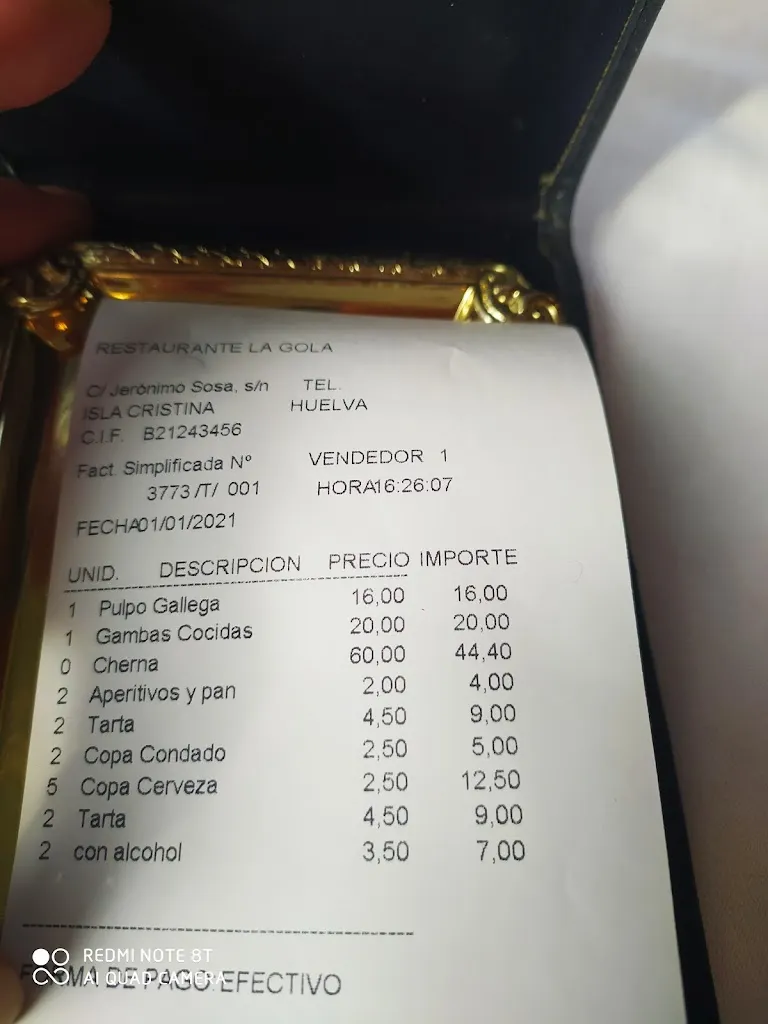 RESTAURANTE LA GOLA
C/ Jerónimo Sosa, s/n TEL.
ISLA CRISTINA HUELVA
C.I.F. B21243456
Fact. Simplificada Nº VENDEDOR 1
3773 /T/ 001 HORA16:26:07
FECHA01/01/2021
UNID. DESCRIPCION PRECIO IMPORTE
1 Pulpo Gallega 16,00 16,00
1 Gambas Cocidas 20,00 20,00
0 Cherna 60,00 44,40
2 Aperitivos y pan 2,00 4,00
2 Tarta 4,50 9,00
2 Copa Condado 2,50 5,00
5 Copa Cerveza 2,50 12,50
2 Tarta 4,50 9,00
2 con alcohol 3,50 7,00
FORMA DE PAGO:EFECTIVO
REDMI NOTE 8T
AI QUAD CAMERA